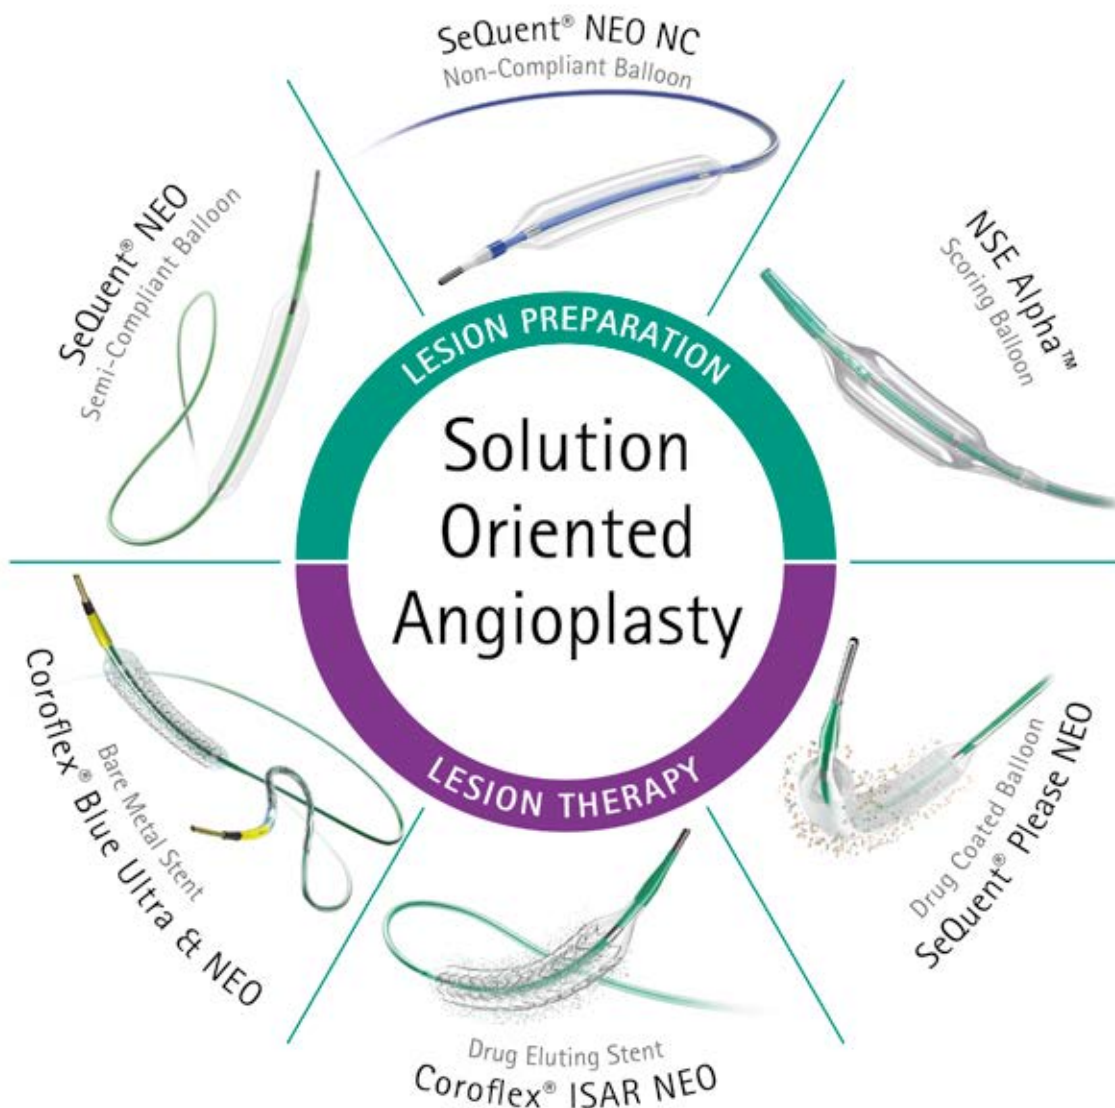 SeQuent® NEO NC
Non-Compliant Balloon
SeQuent® NEO
Semi-Compliant Balloon
NSE Alpha™
Scoring Balloon
LESION PREPARATION
Solution
Oriented
Angioplasty
LESION THERAPY
Coroflex® Blue Ultra & NEO
Bare Metal Stent
Drug Coated Balloon
SeQuent® Please NEO
Drug Eluting Stent
Coroflex® ISAR NEO